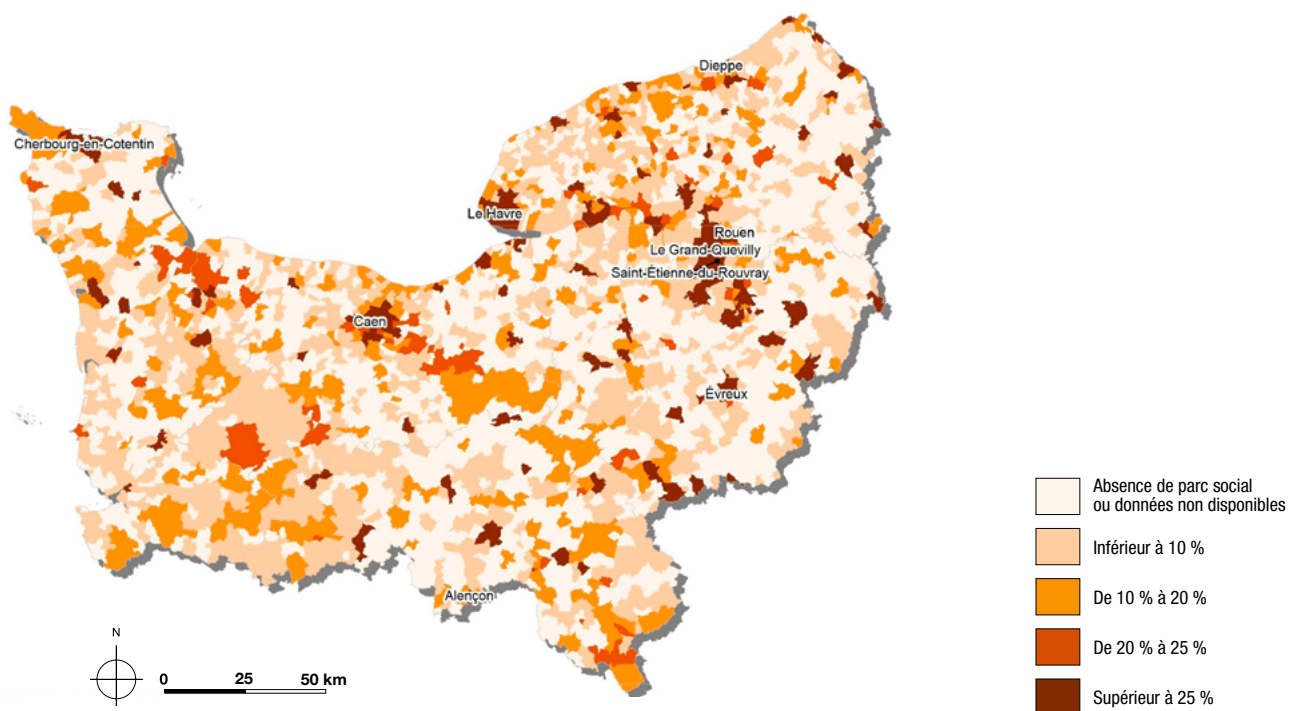 Dieppe
Cherbourg-en-Cotentin
Le Havre
Rouen
Le Grand-Quevilly
Saint-Étienne-du-Rouvray
Caen
Évreux
Alençon
Absence de parc social
ou données non disponibles
Inférieur à 10 %
De 10 % à 20 %
De 20 % à 25 %
Supérieur à 25 %
N
0 25 50 km